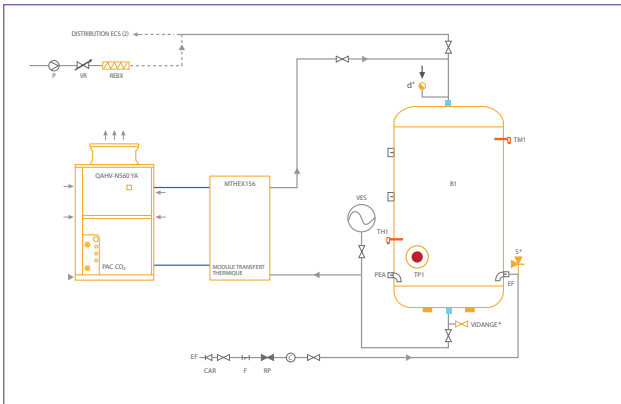 DISTRIBUTION ECS (2)
P
VR
REBX
d*
QAHV-N560 YA
MTHEX156
VES
TM1
B1
TH1
S*
PAC CO₂
MODULE TRANSFERT
THERMIQUE
PEA
TP1
EF
VIDANGE*
EF
C
CAR
F
RP